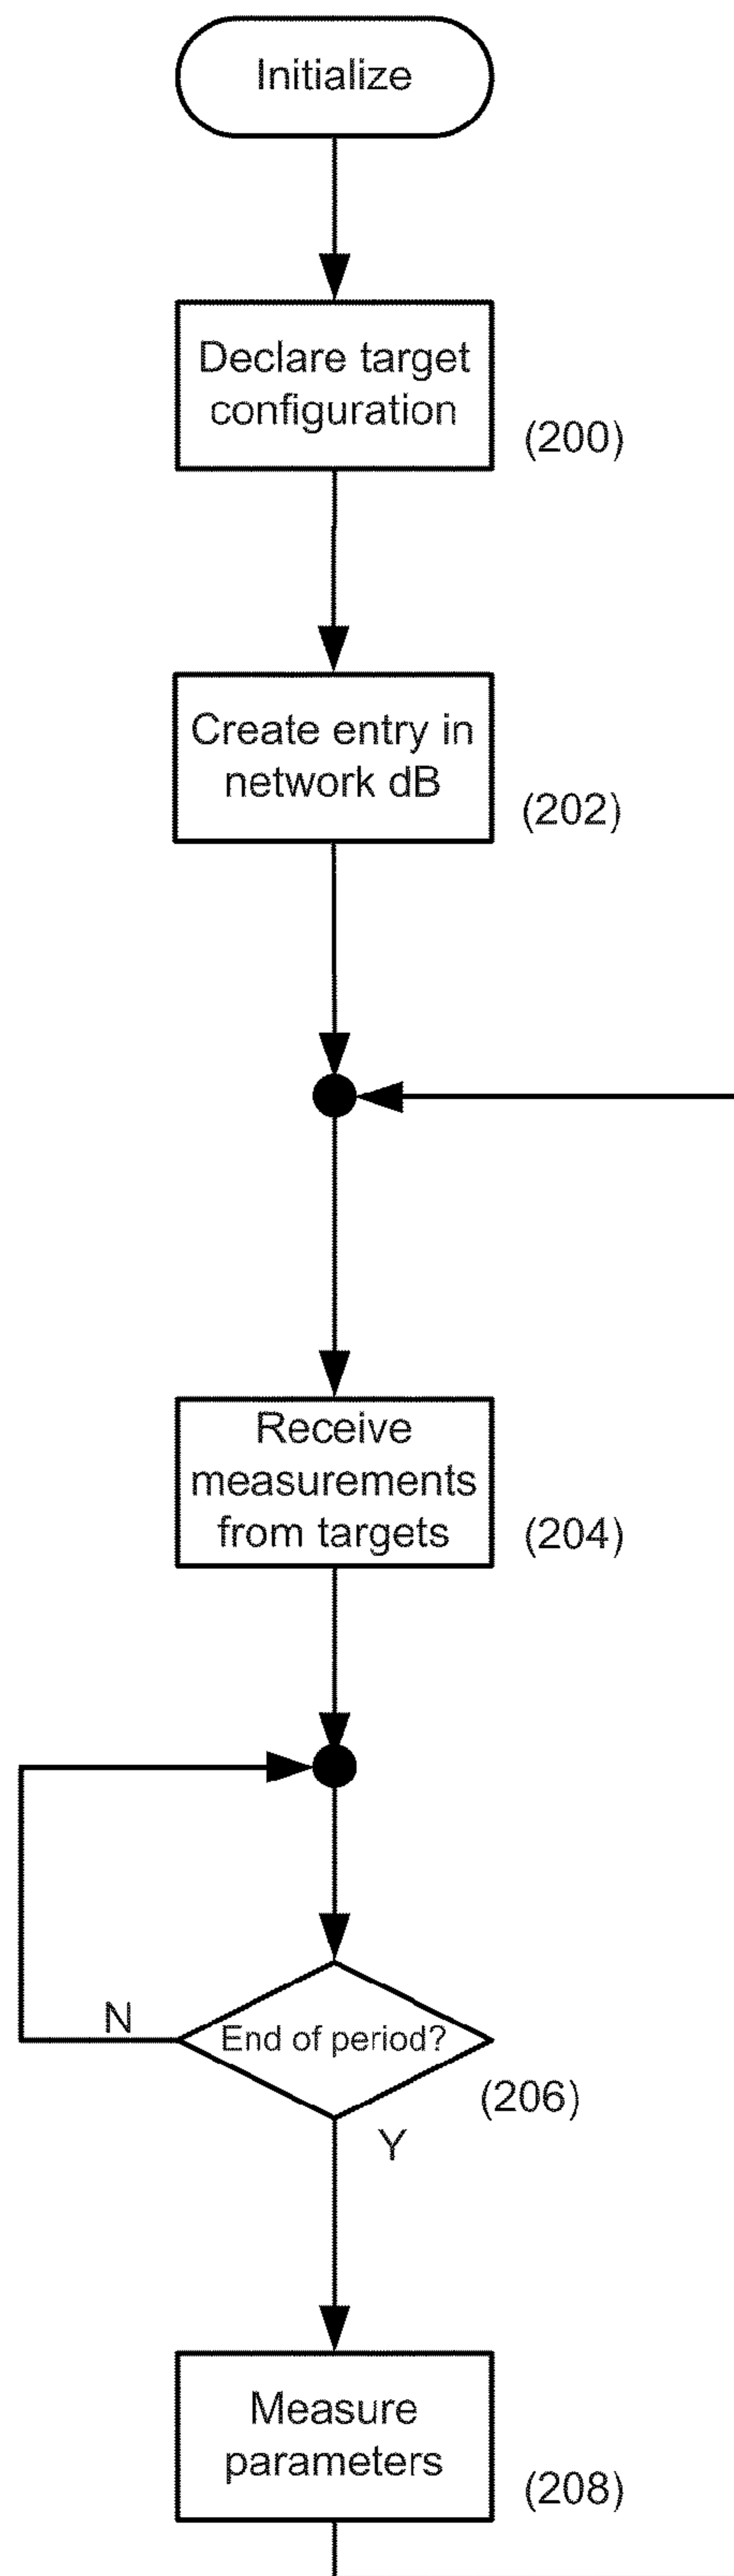 Initialize
Declare target
configuration
(200)
Create entry in
network dB
(202)
Receive
measurements
from targets
(204)
N
End of period?
(206)
Y
Measure
parameters
(208)